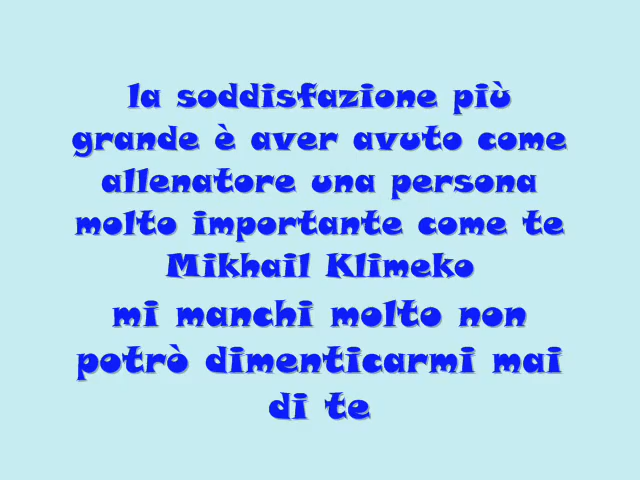 la soddisfazione più
grande è aver avuto come
allenatore una persona
molto importante come te
Mikhail Klimeko
mi manchi molto non
potrò dimenticarmi mai
di te